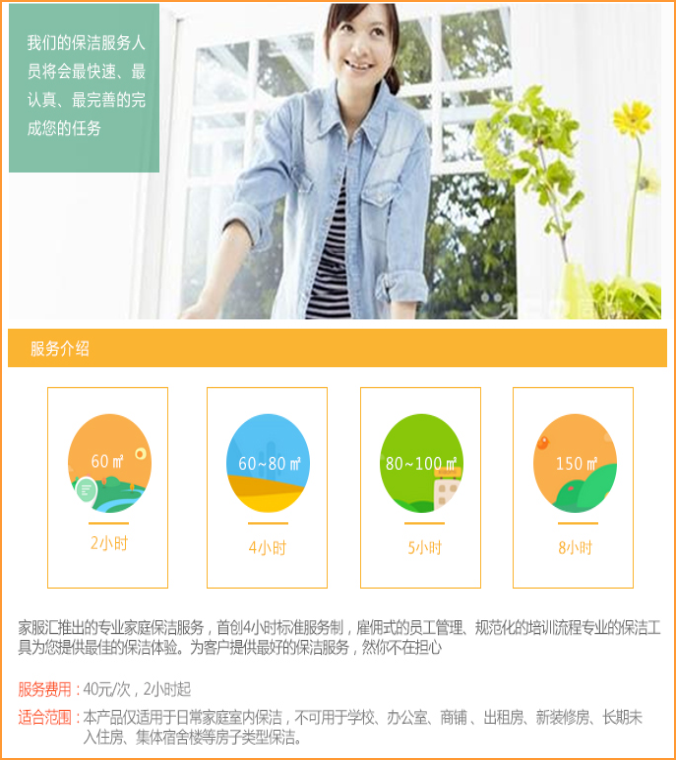 我们的保洁服务人
员将会最快速、最
认真、最完善的完
成您的任务
服务介绍
60㎡
60~80㎡
80~100㎡
150㎡
2小时
4小时
5小时
8小时
家服汇推出的专业家庭保洁服务，首创4小时标准服务制，雇佣式的员工管理、规范化的培训流程专业的保洁工
具为您提供最佳的保洁体验。为客户提供最好的保洁服务，然你不在担心
服务费用：40元/次，2小时起
适合范围：本产品仅适用于日常家庭室内保洁，不可用于学校、办公室、商铺、出租房、新装修房、长期未
入住房、集体宿舍楼等房子类型保洁。